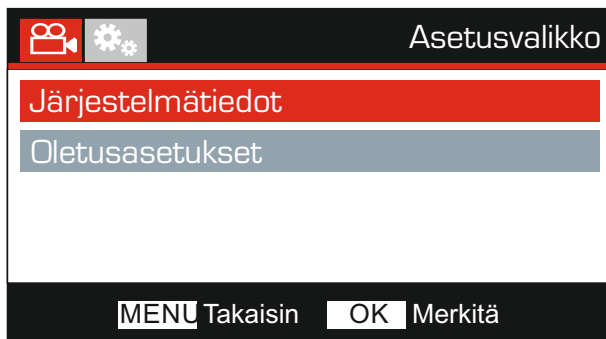 Asetusvalikko
Järjestelmätiedot
Oletusasetukset
MENU Takaisin OK Merkitä